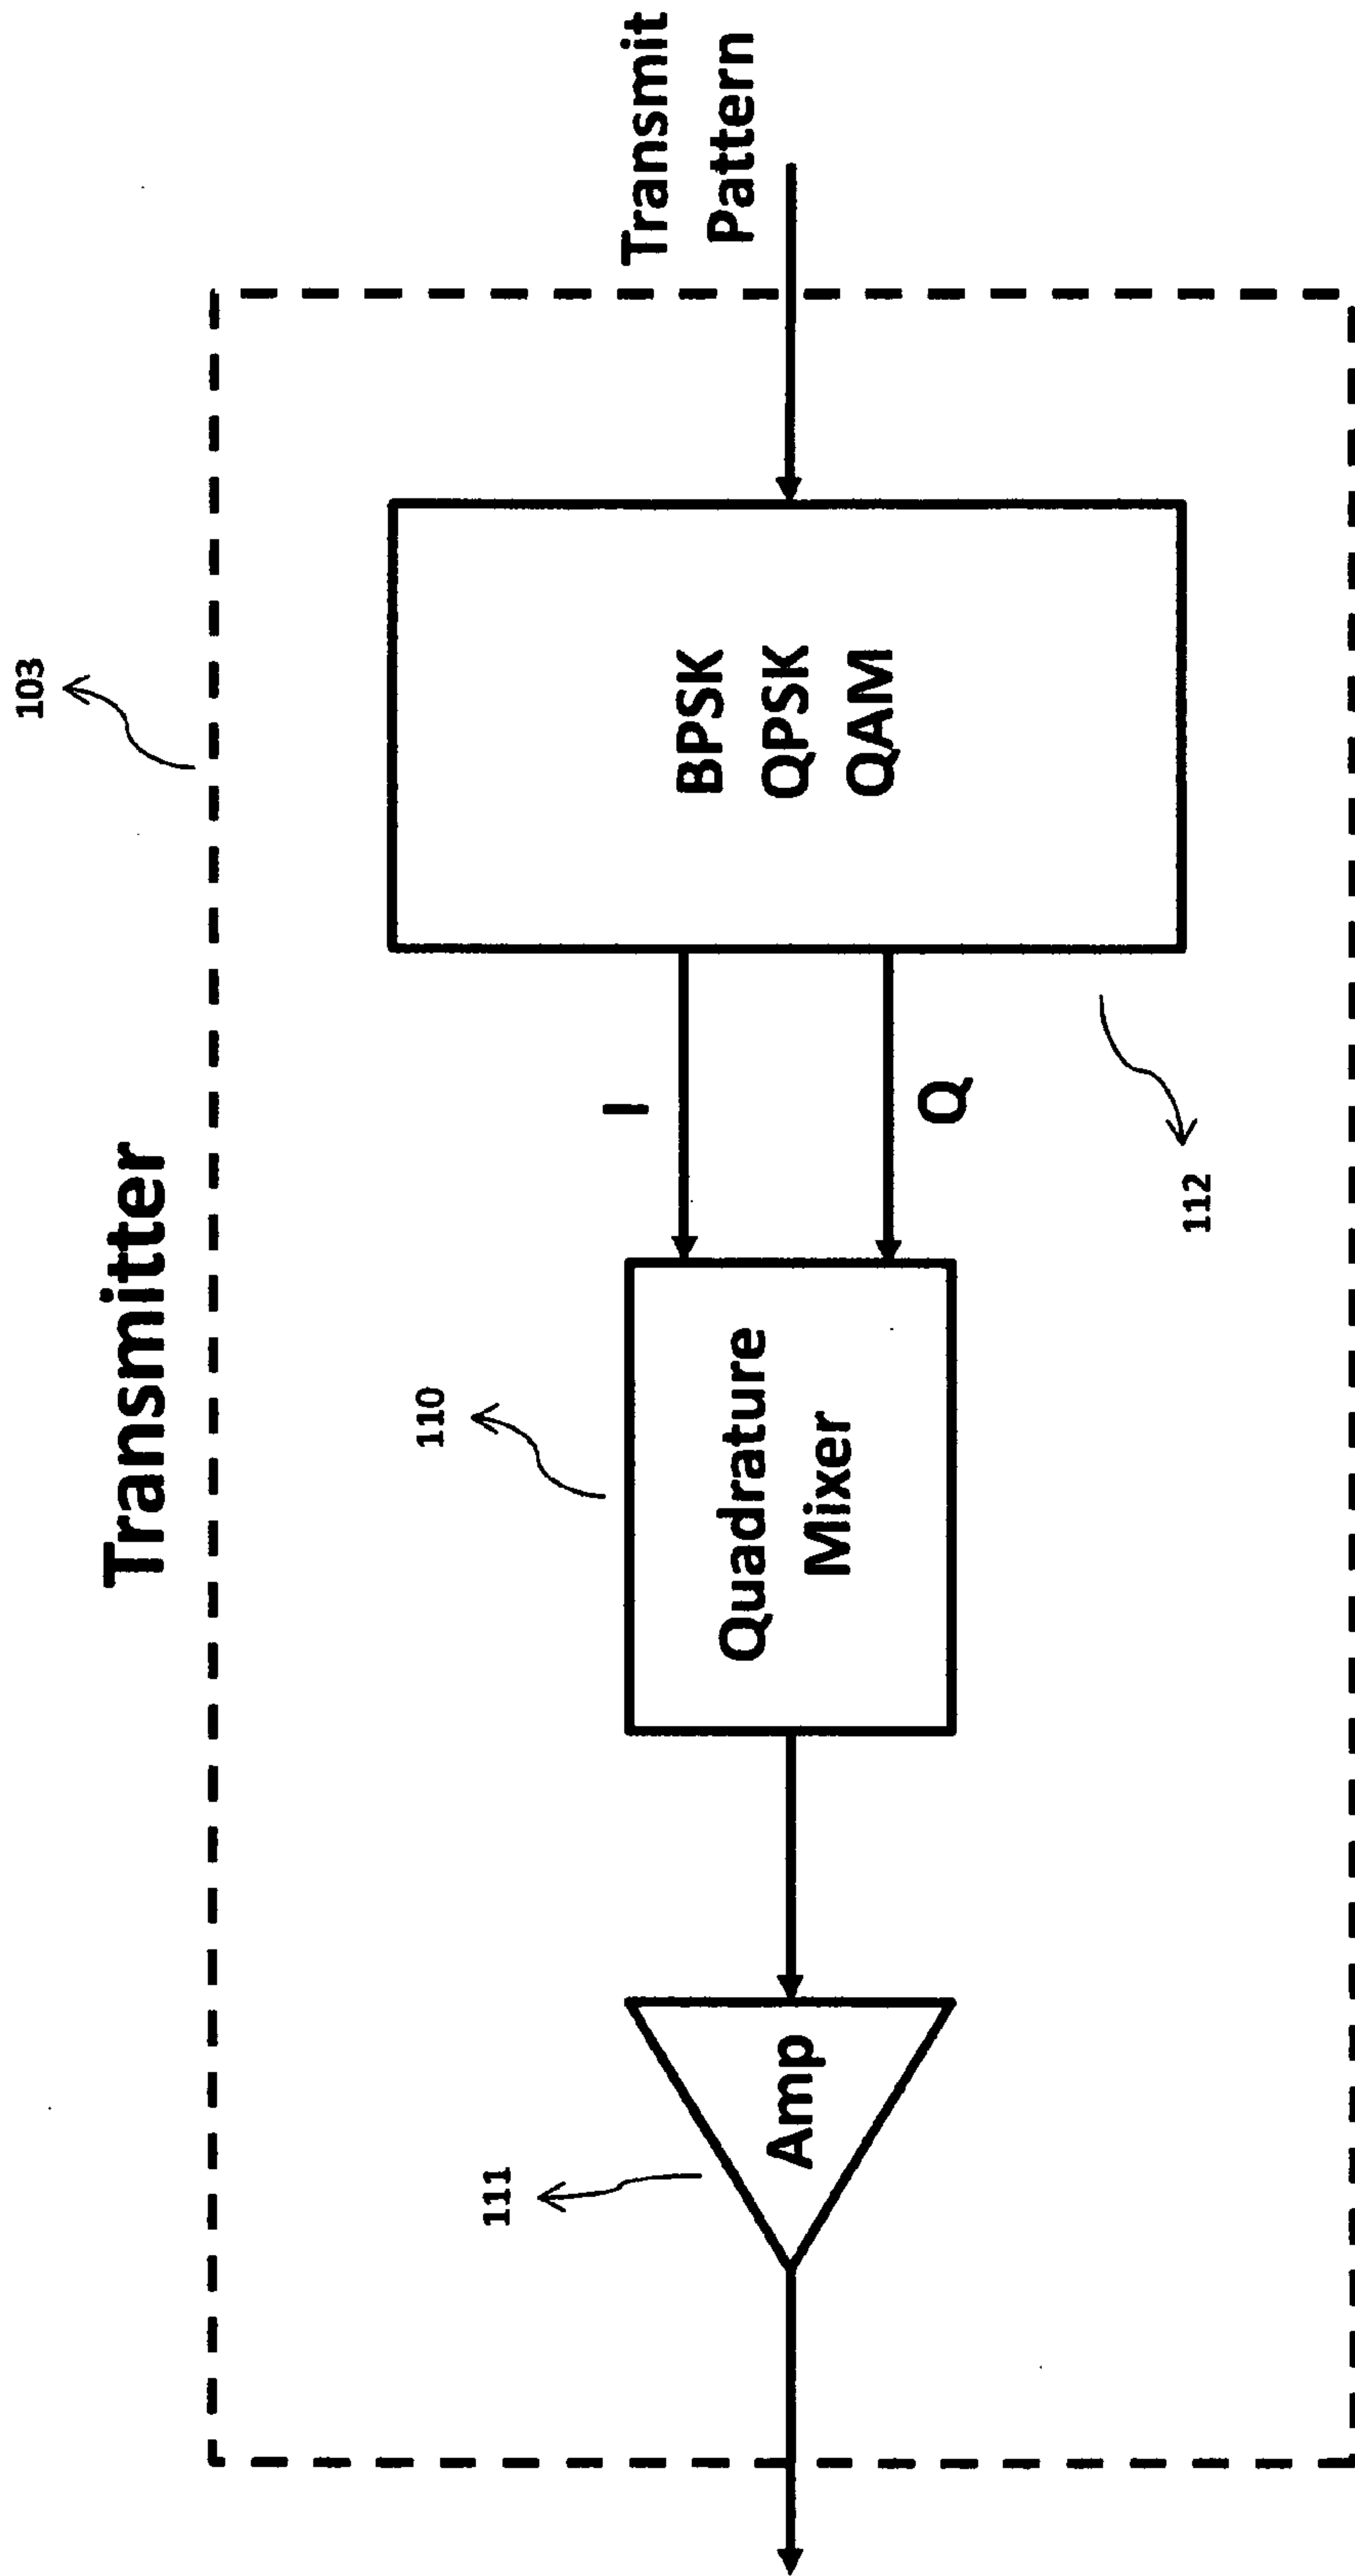 103
Transmitter
110
111
I
Transmit
Pattern
Amp
Quadrature
Mixer
BPSK
QPSK
QAM
Q
112